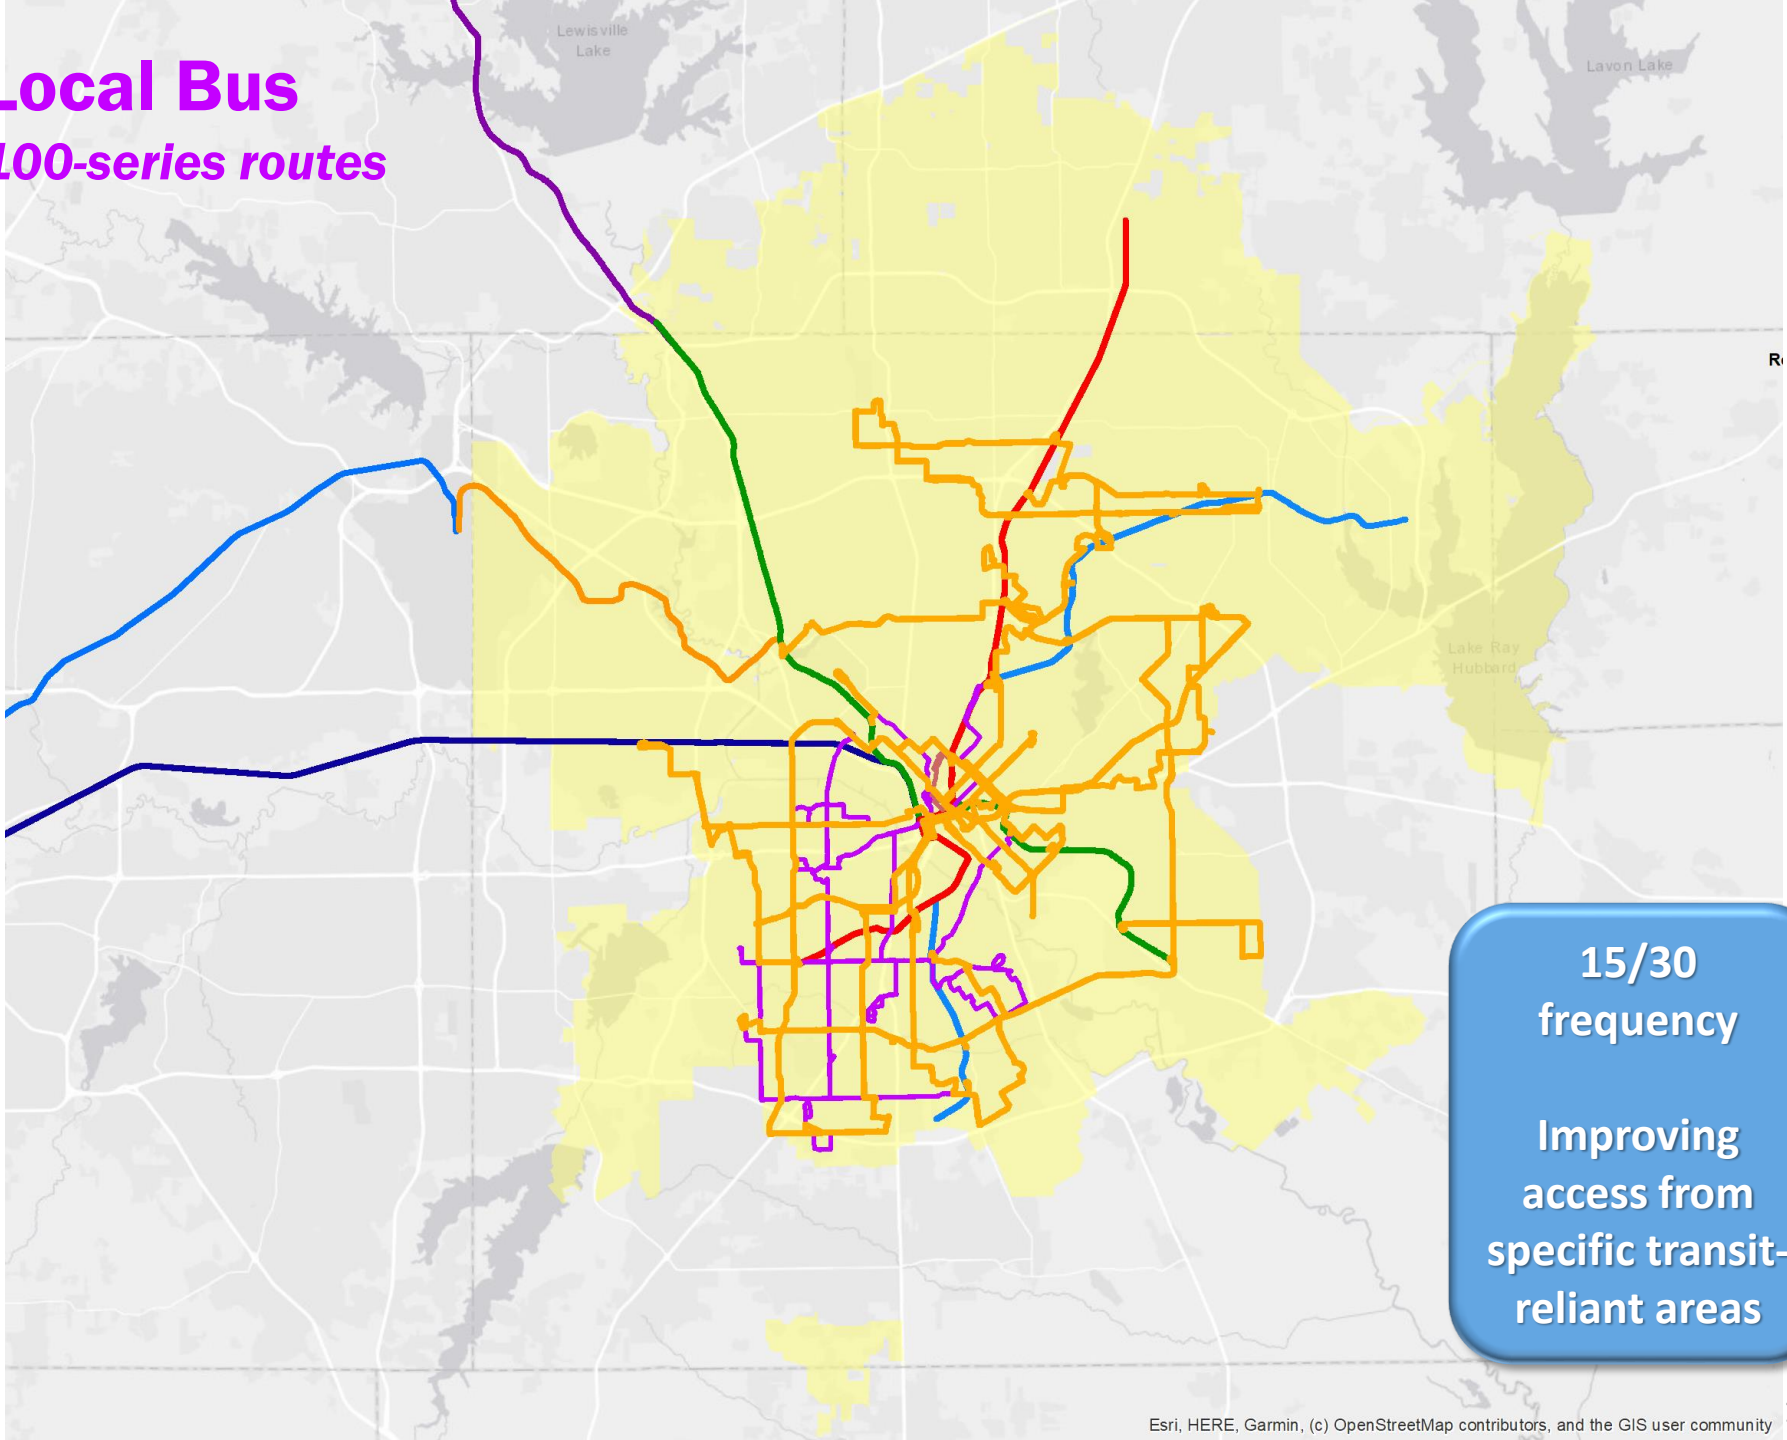 Local Bus
100-series routes
Lewisville
Lake
Lavon Lake
Lake Ray
Hubbard
15/30
frequency
Improving
access from
specific transit-
reliant areas
Esri, HERE, Garmin, (c) OpenStreetMap contributors, and the GIS user community